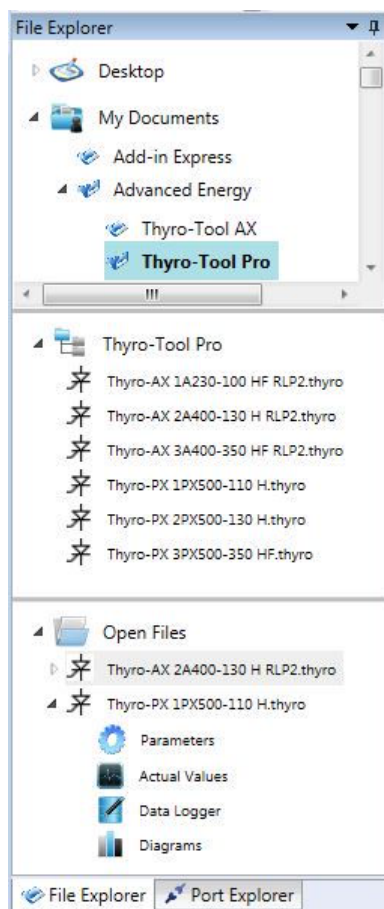 File Explorer
Desktop
My Documents
Add-in Express
Advanced Energy
Thyro-Tool AX
Thyro-Tool Pro
Thyro-Tool Pro
Thyro-AX 1A230-100 HF RLP2.thyro
Thyro-AX 2A400-130 H RLP2.thyro
Thyro-AX 3A400-350 HF RLP2.thyro
Thyro-PX 1PX500-110 H.thyro
Thyro-PX 2PX500-130 H.thyro
Thyro-PX 3PX500-350 HF.thyro
Open Files
Thyro-AX 2A400-130 H RLP2.thyro
Thyro-PX 1PX500-110 H.thyro
Parameters
Actual Values
Data Logger
Diagrams
File Explorer Port Explorer